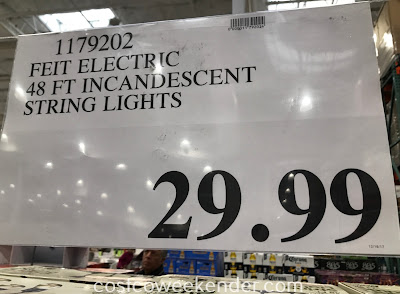 1179202
FEIT ELECTRIC
48 FT INCANDESCENT
STRING LIGHTS
29.99
costcoweekender.com